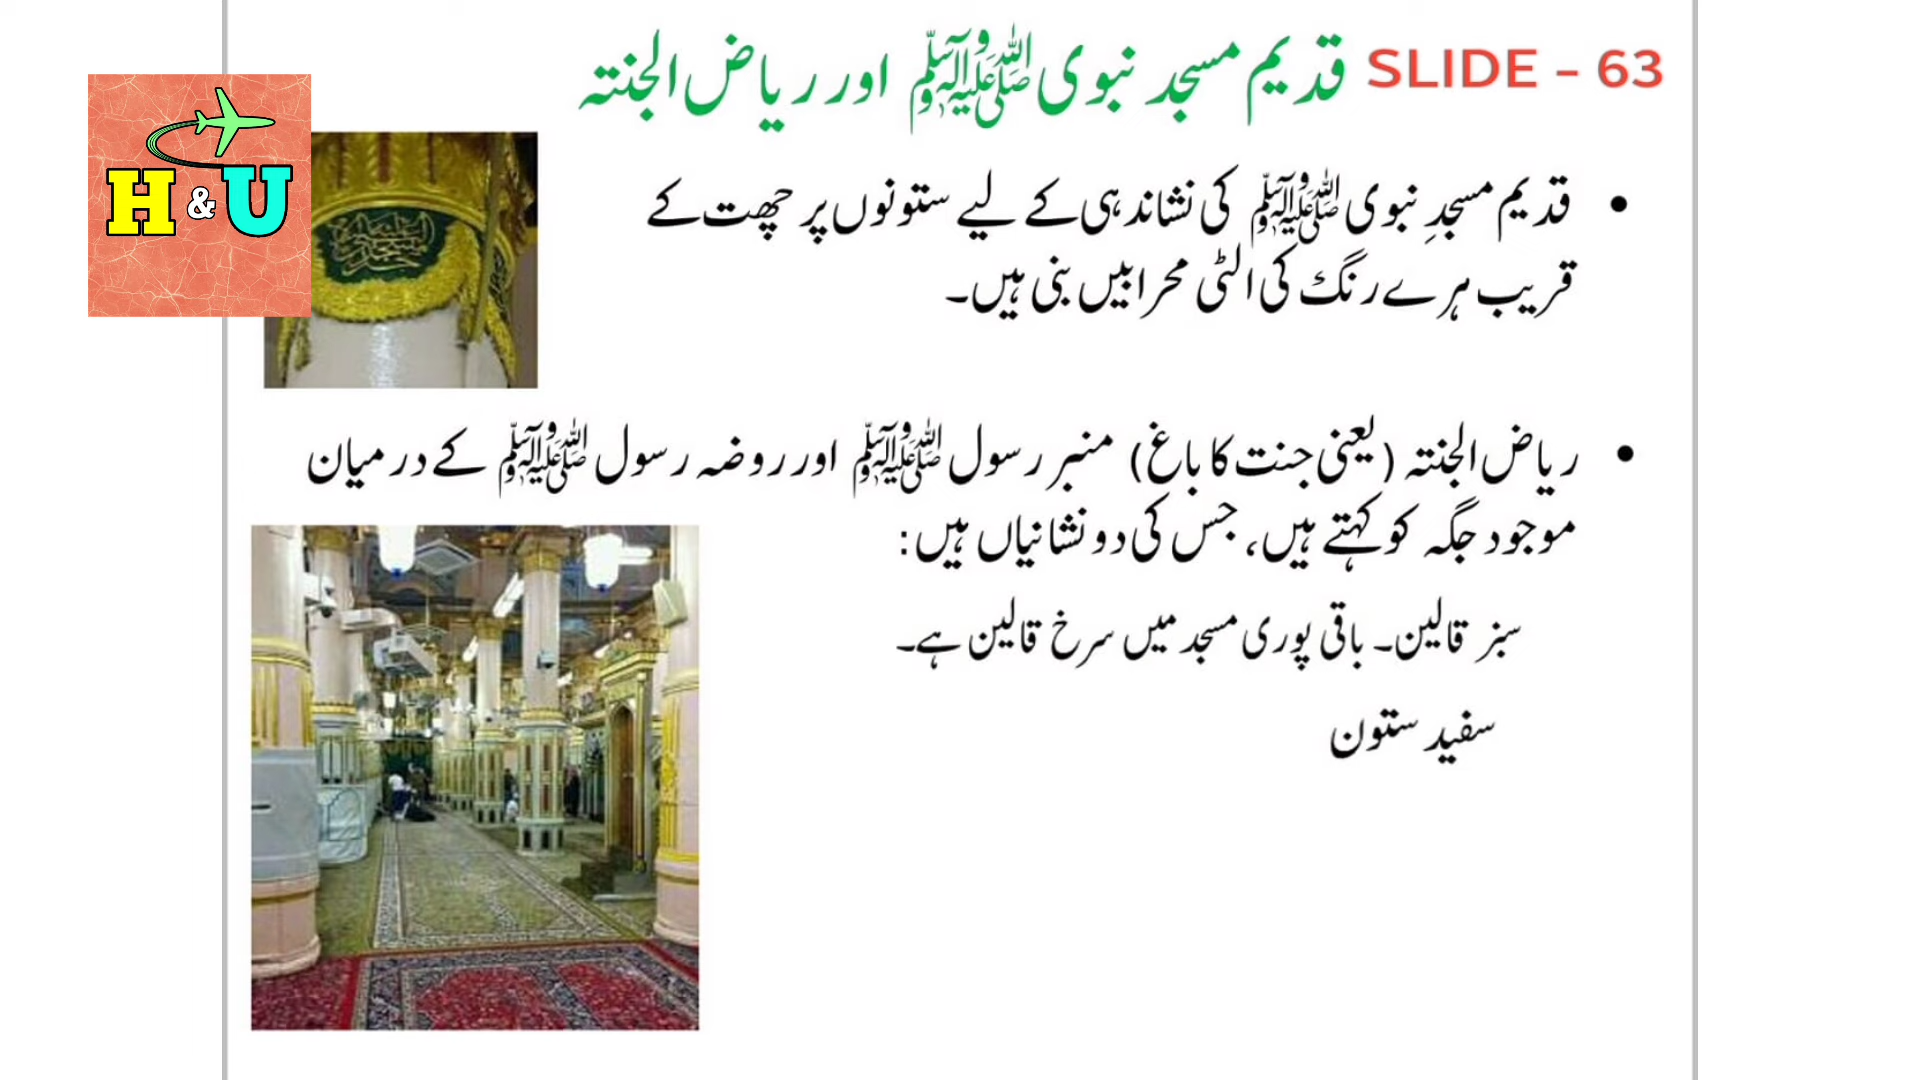 SLIDE - 63 قدیم مسجد نبوی ﷺ اور ریاض الجنتہ
H&U
• قدیم مسجدِ نبوی ﷺ کی نشاندہی کے لیے ستونوں پر چھت کے
قریب ہرے رنگ کی الٹی محرابیں بنی ہیں۔
• ریاض الجنتہ (یعنی جنت کا باغ) منبر رسول ﷺ اور روضہ رسول ﷺ کے درمیان
موجود جگہ کو کہتے ہیں، جس کی دو نشانیاں ہیں:
سبز قالین۔ باقی پوری مسجد میں سرخ قالین ہے۔
سفید ستون